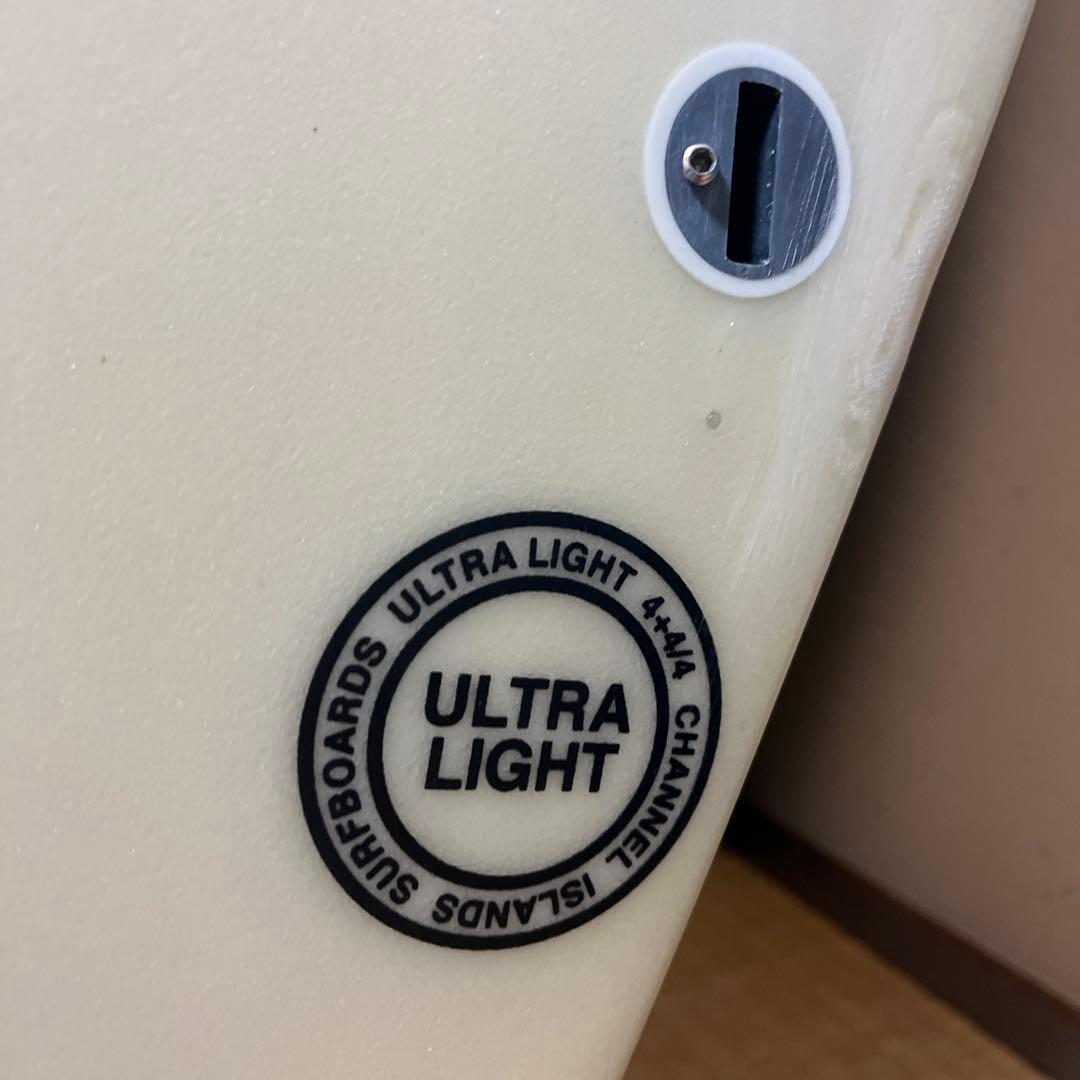 ULTRA LIGHT 4+4/4 CHANNEL ISLANDS SURFBOARDS
ULTRA
LIGHT